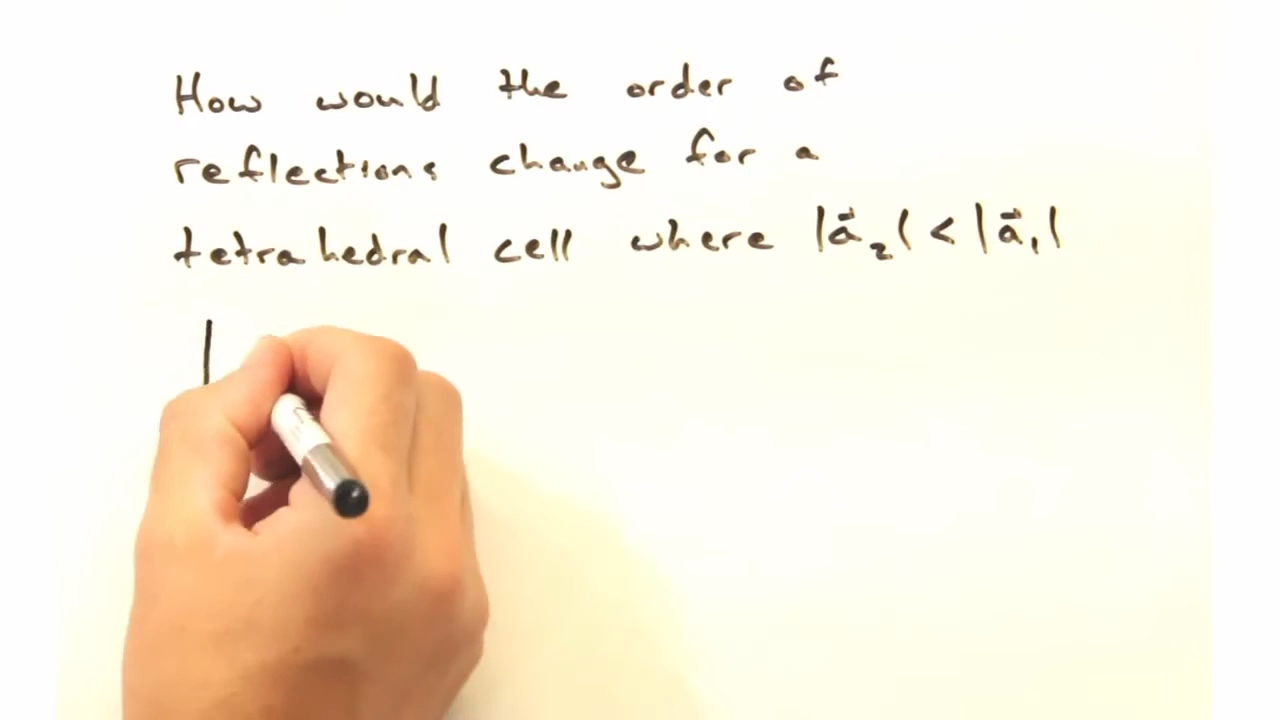 How would the order of
reflections change for a
tetrahedral cell where |a⃗₂| < |a⃗₁|